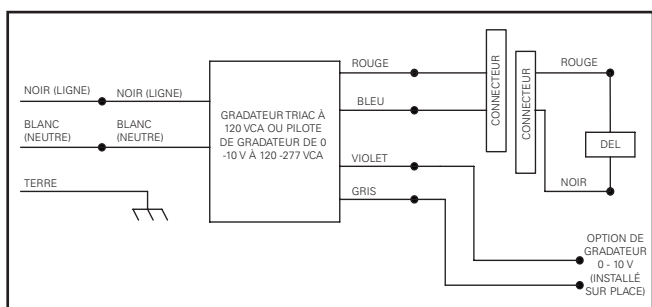 NOIR (LIGNE)
NOIR (LIGNE)
BLANC
(NEUTRE)
BLANC
(NEUTRE)
TERRE
GRADATEUR TRIAC À
120 VCA OU PILOTE
DE GRADATEUR DE 0
-10 V À 120 -277 VCA
ROUGE
BLEU
VIOLET
GRIS
CONNECTEUR
CONNECTEUR
ROUGE
DEL
NOIR
OPTION DE
GRADATEUR
0 - 10 V
(INSTALLÉ
SUR PLACE)